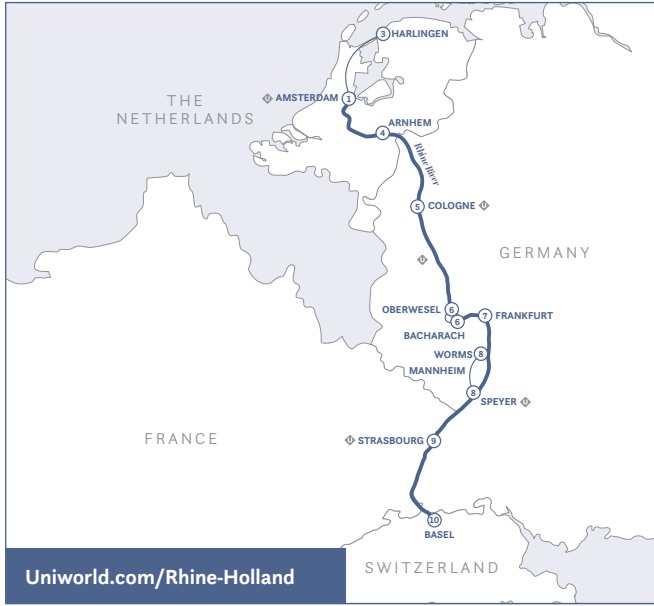 3 HARLINGEN
THE
NETHERLANDS
U AMSTERDAM 1
ARNHEM
4
Rhine River
5 COLOGNE U
GERMANY
U
OBERWESEL 6
7 FRANKFURT
6
BACHARACH
WORMS 8
MANNHEIM
8
SPEYER U
FRANCE
U STRASBOURG 9
10
BASEL
SWITZERLAND
Uniworld.com/Rhine-Holland